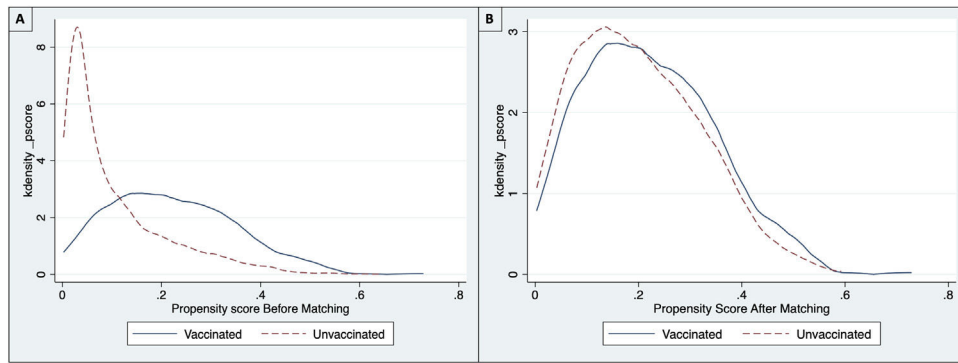 A
kdensity _pscore
8
6
4
2
0
0 .2 .4 .6 .8
Propensity score Before Matching
Vaccinated Unvaccinated
B
kdensity _pscore
3
2
1
0
0 .2 .4 .6 .8
Propensity Score After Matching
Vaccinated Unvaccinated